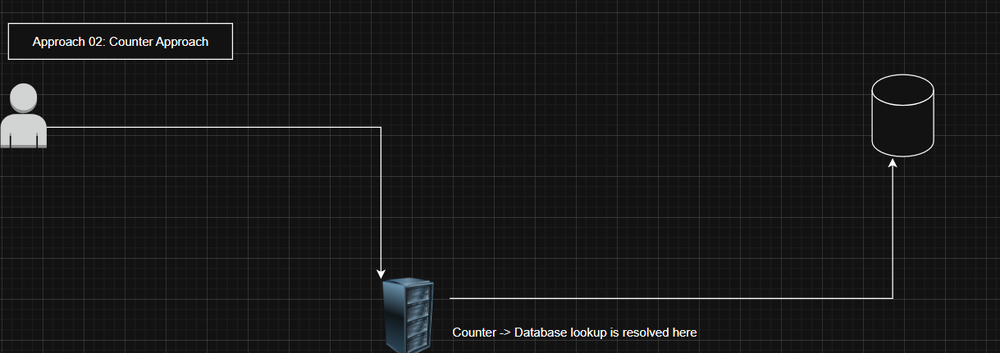 Approach 02: Counter Approach
Counter -> Database lookup is resolved here